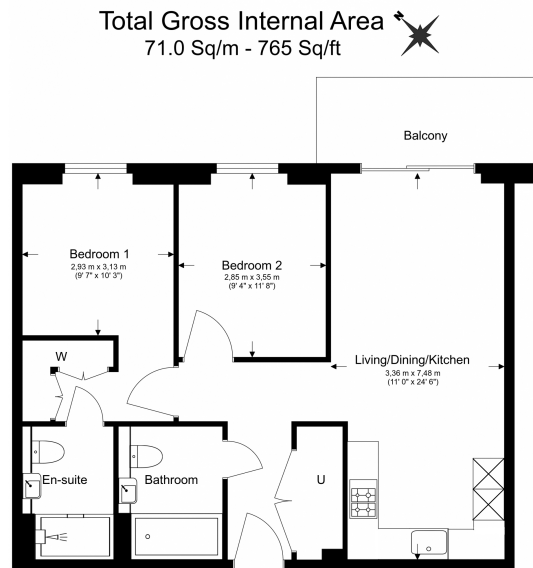 Total Gross Internal Area
71.0 Sq/m - 765 Sq/ft
N
Balcony
Bedroom 1
2,93 m x 3,13 m
(9' 7" x 10' 3")
Bedroom 2
2,85 m x 3,55 m
(9' 4" x 11' 8")
W
Living/Dining/Kitchen
3,36 m x 7,48 m
(11' 0" x 24' 6")
En-suite
Bathroom
U